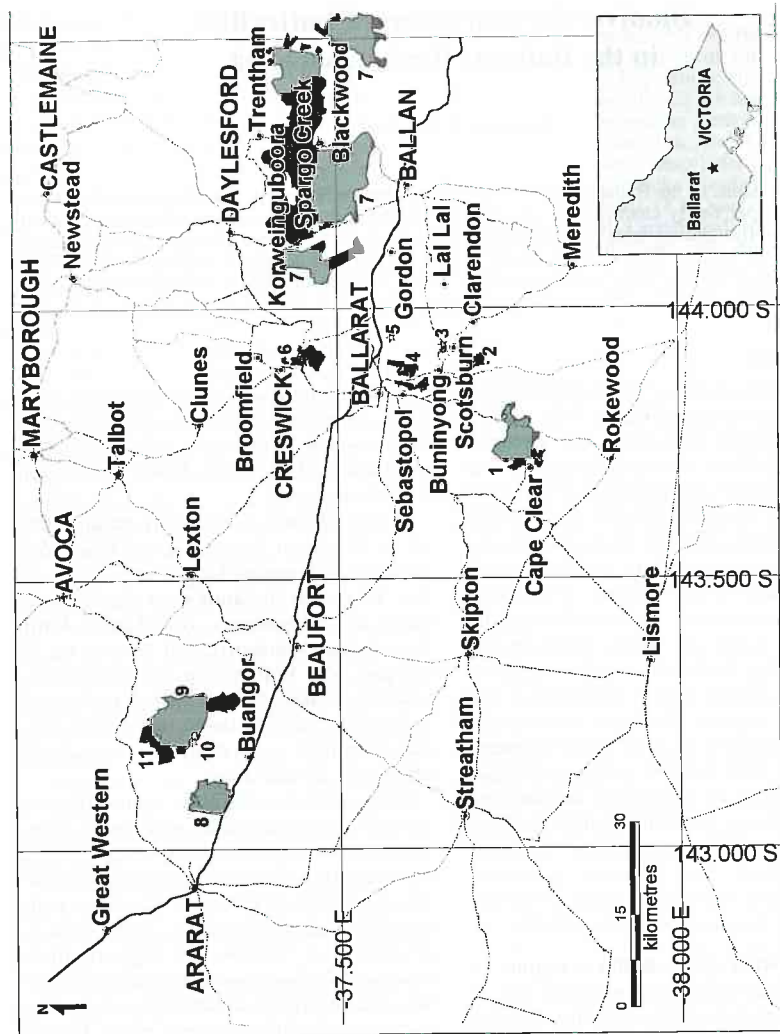 N
MARYBOROUGH
CASTLEMAINE
Newstead
AVOCA
Talbot
Clunes
DAYLESFORD
Trentham
Great Western
Lexton
Broomfield
Korweinguboora
Spargo Creek
Blackwood
11
9
10
CRESWICK
6
7
7
7
8
Buangor
ARARAT
BEAUFORT
BALLARAT
BALLAN
-37.500 E
5
Gordon
Sebastopol
4
Lal Lal
Buninyong
3
Streatham
Skipton
Scotsburn
Clarendon
2
1
Cape Clear
Meredith
Rokewood
Lismore
0 15 30
kilometres
-38.000 E
143.000 S
143.500 S
144.000 S
VICTORIA
Ballarat